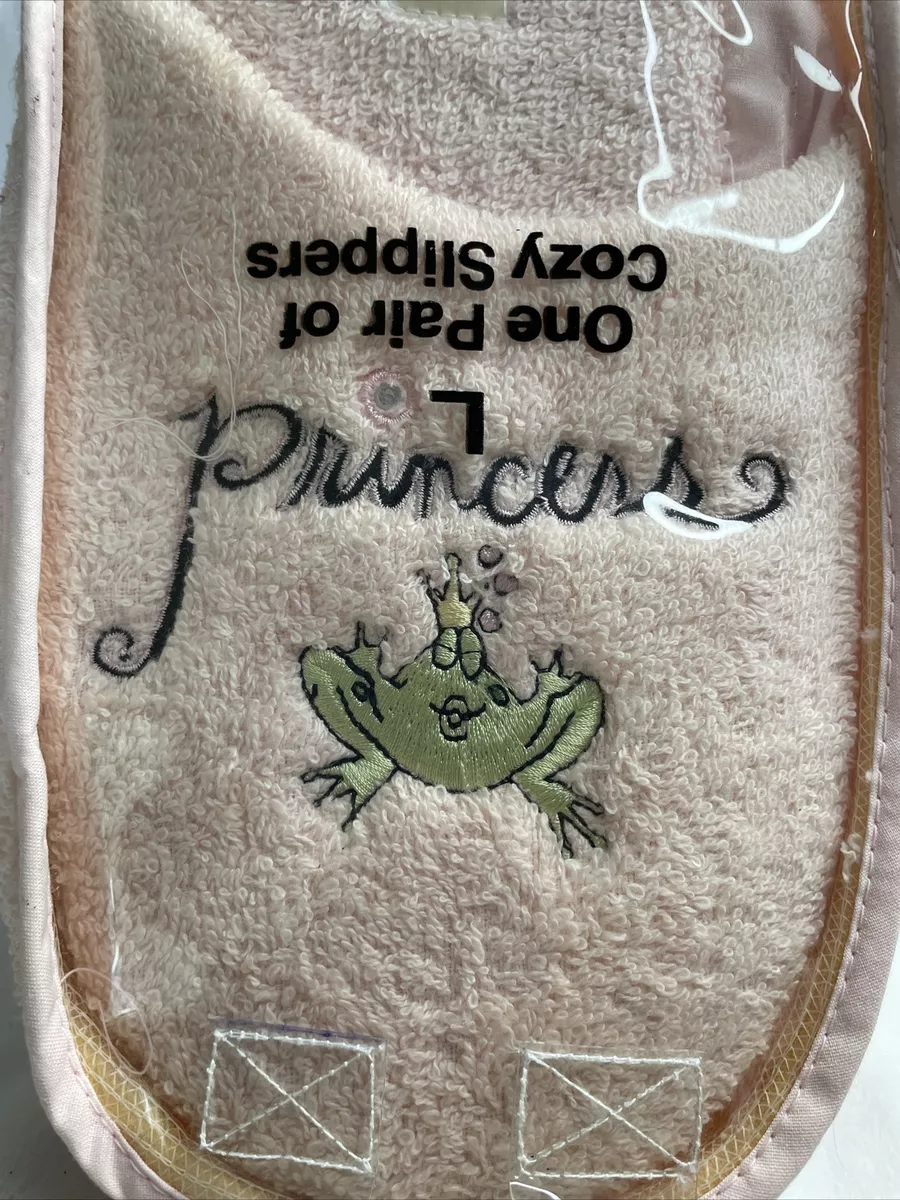 L
One Pair of
Cozy Slippers
Princess